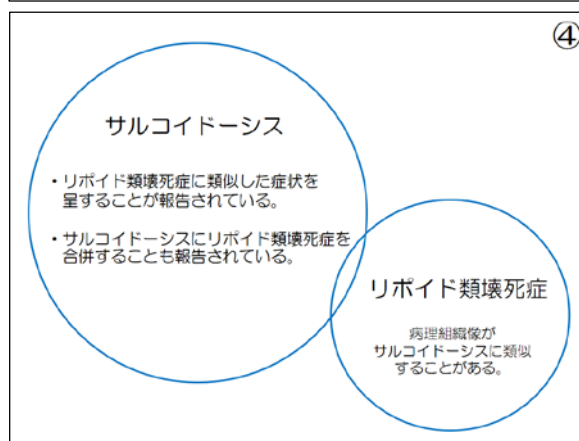 ④
サルコイドーシス
・リポイド類壊死症に類似した症状を
呈することが報告されている。
・サルコイドーシスにリポイド類壊死症を
合併することも報告されている。
リポイド類壊死症
病理組織像が
サルコイドーシスに類似
することがある。